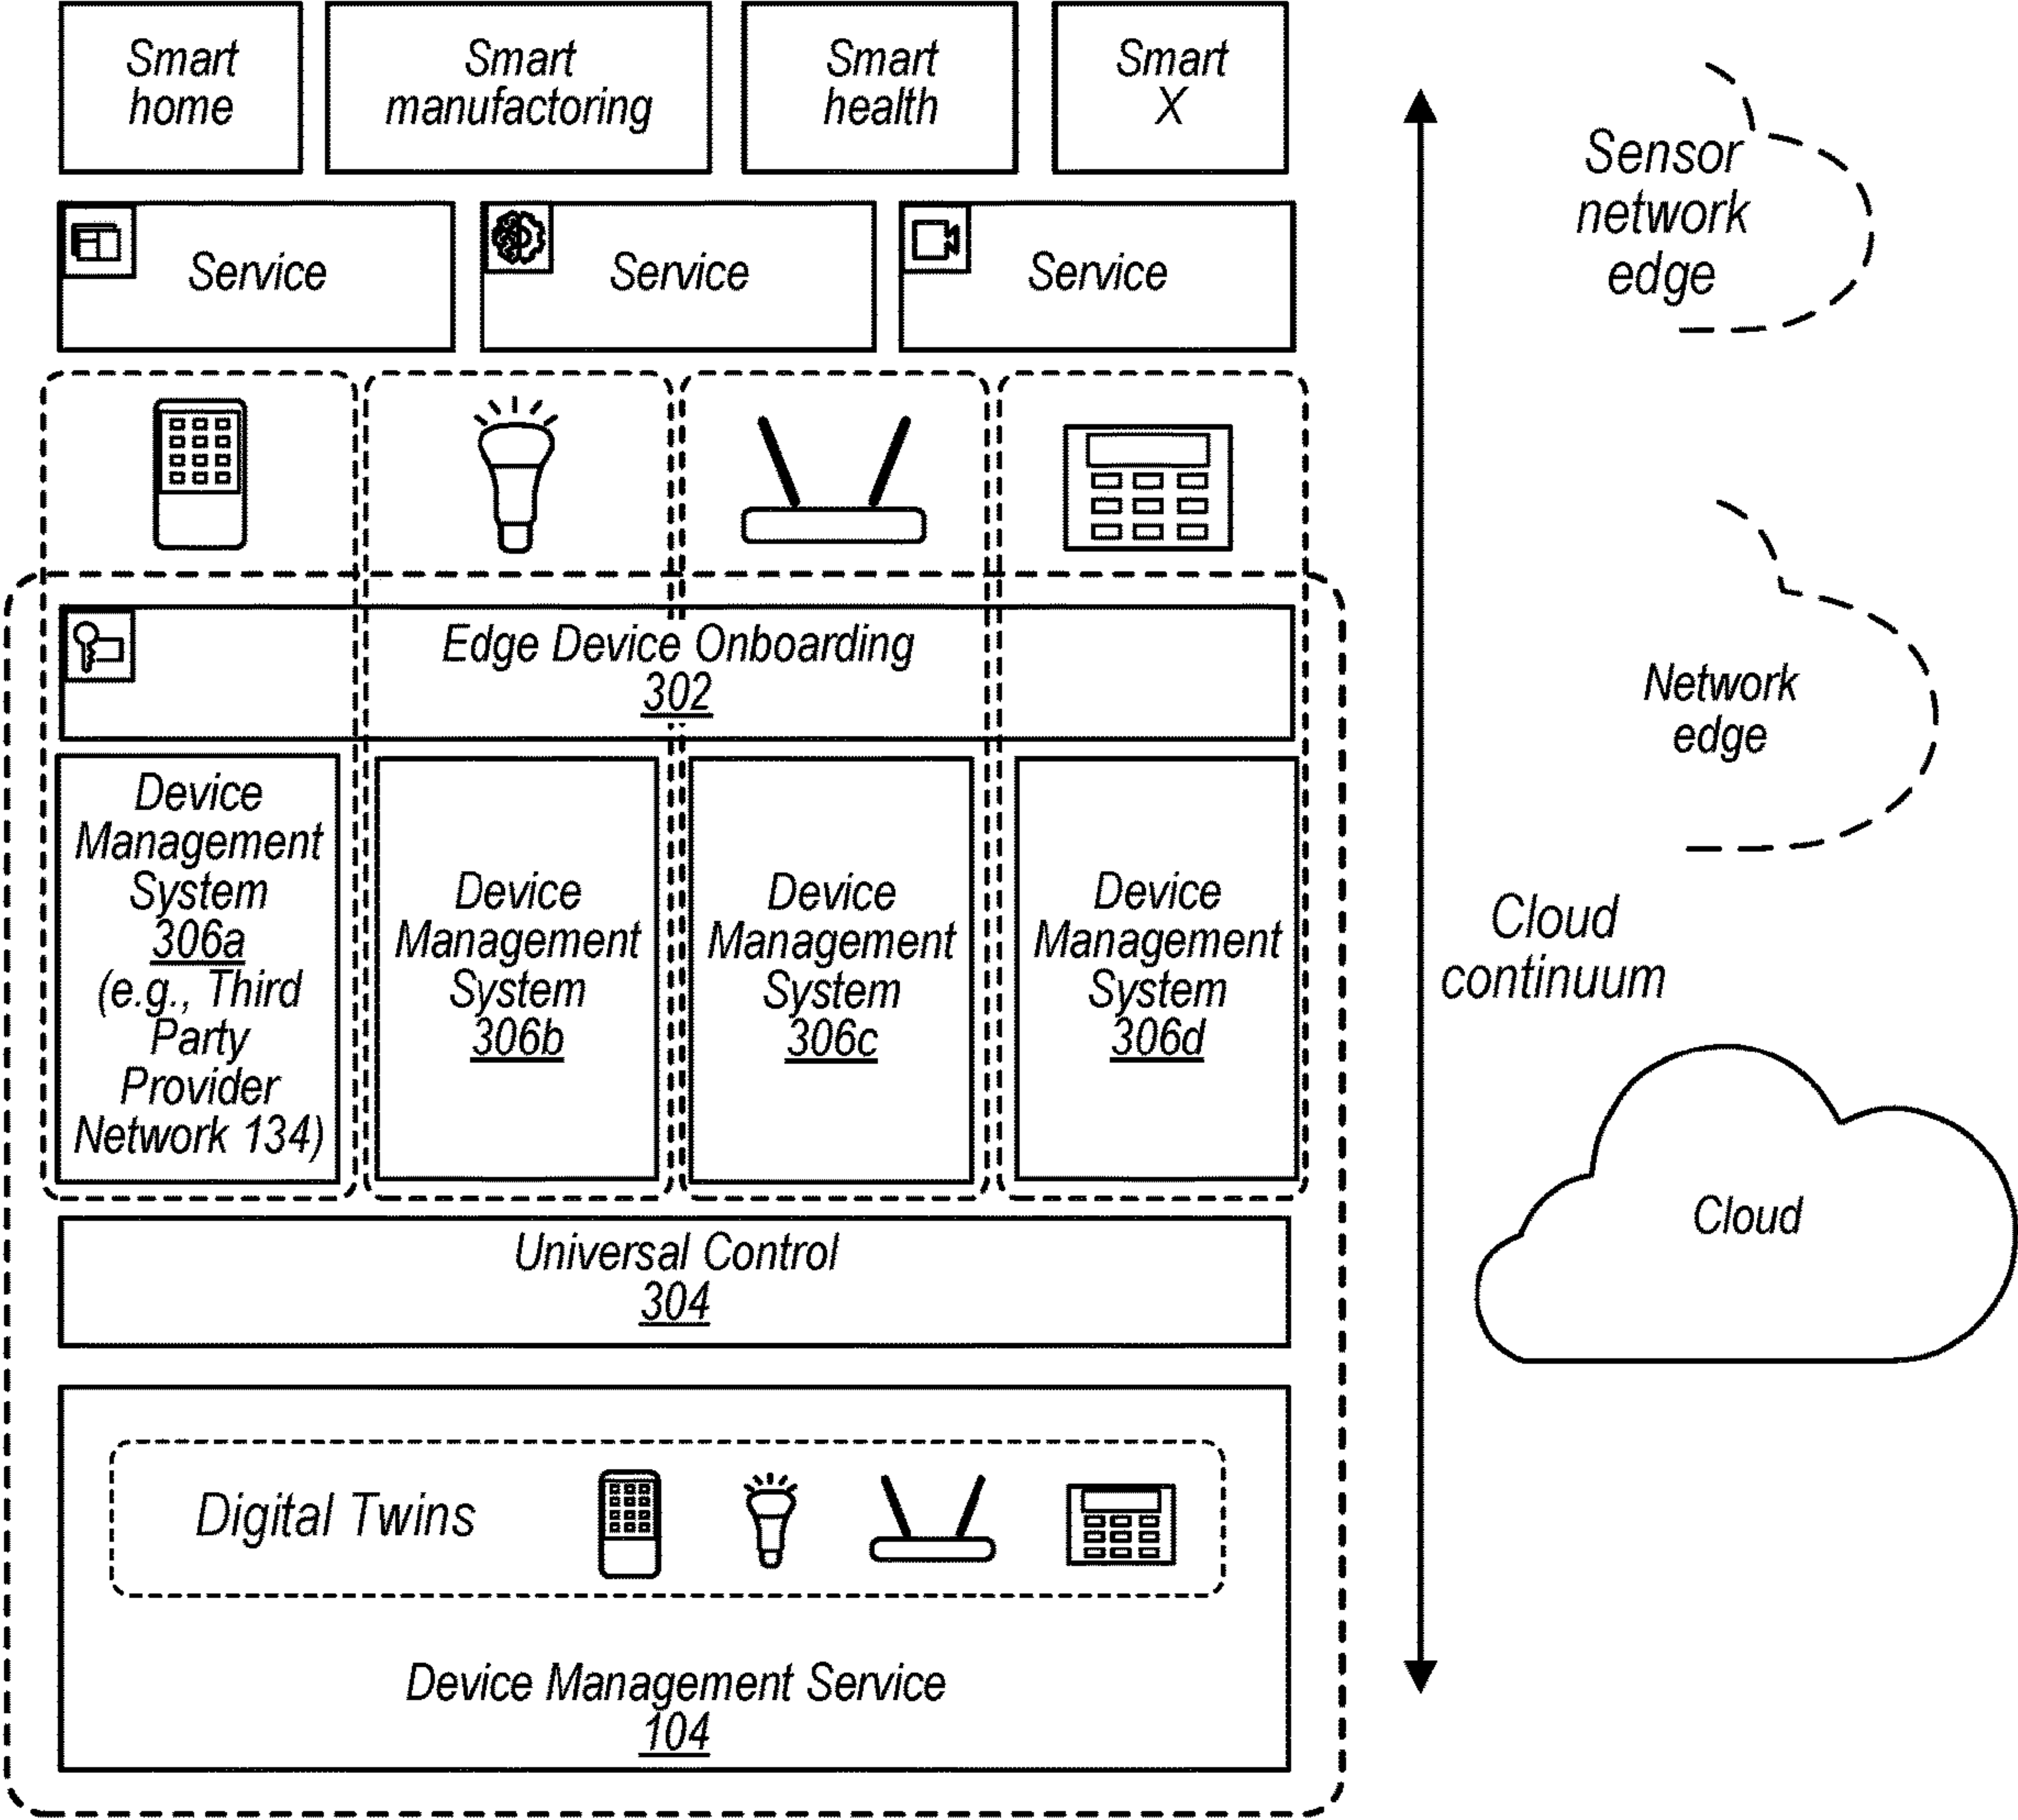 Smart
home
Smart
manufactoring
Smart
health
Smart
X
Service
Service
Service
Edge Device Onboarding
302
Device
Management
System
306a
(e.g., Third
Party
Provider
Network 134)
Device
Management
System
306b
Device
Management
System
306c
Device
Management
System
306d
Universal Control
304
Digital Twins
Device Management Service
104
Sensor
network
edge
Network
edge
Cloud
continuum
Cloud